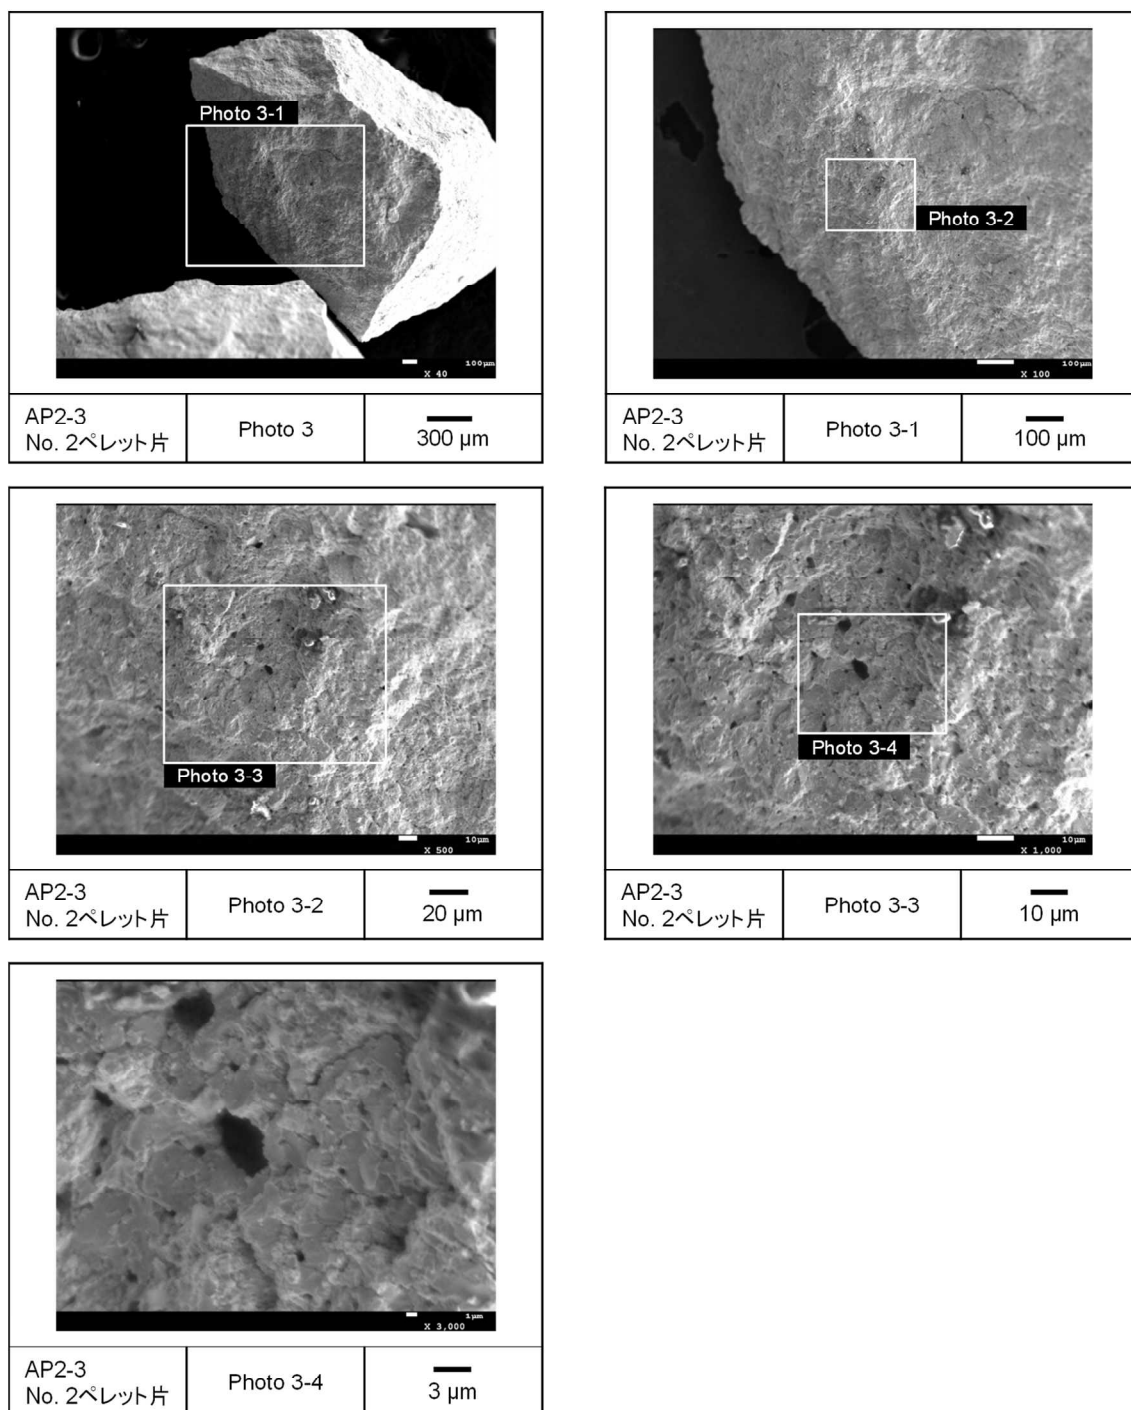 Photo 3-1
100μm
X 40
AP2-3
No. 2ペレット片
Photo 3
300 μm
Photo 3-2
100μm
X 100
AP2-3
No. 2ペレット片
Photo 3-1
100 μm
Photo 3-3
10μm
X 500
AP2-3
No. 2ペレット片
Photo 3-2
20 μm
Photo 3-4
10μm
X 1,000
AP2-3
No. 2ペレット片
Photo 3-3
10 μm
1μm
X 3,000
AP2-3
No. 2ペレット片
Photo 3-4
3 μm